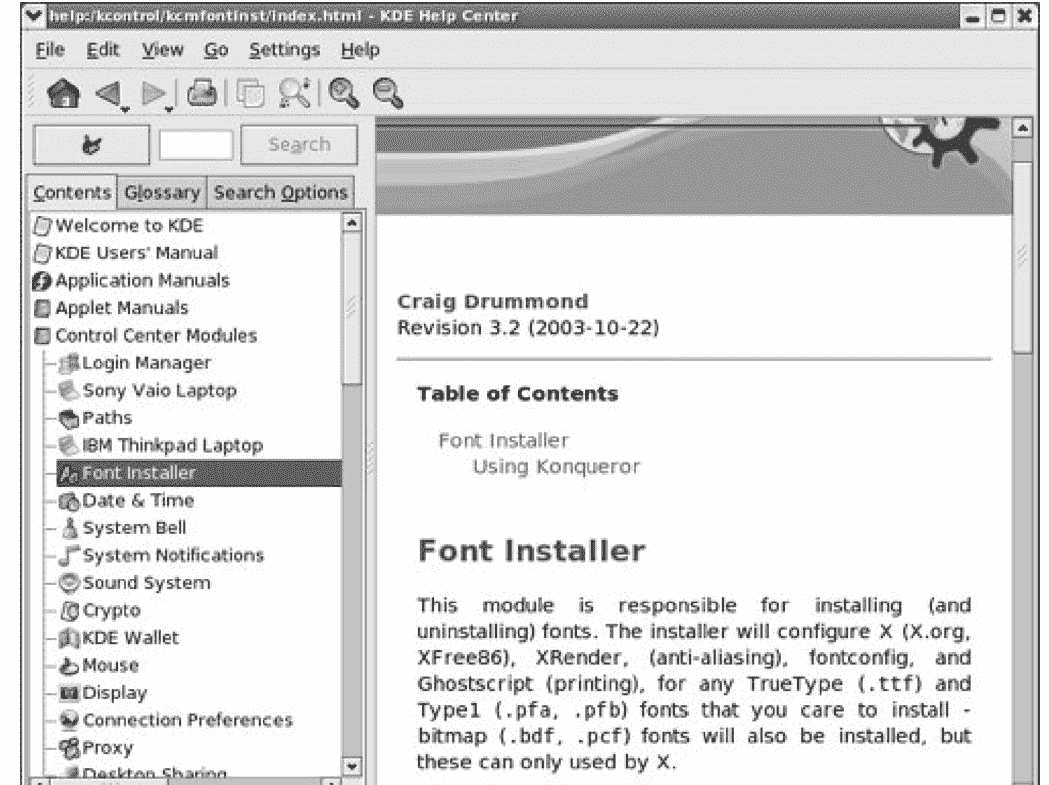 help:/kcontrol/kcmfontinst/index.html - KDE Help Center
File Edit View Go Settings Help
Search
Contents Glossary Search Options
Welcome to KDE
KDE Users' Manual
Application Manuals
Applet Manuals
Control Center Modules
Login Manager
Sony Vaio Laptop
Paths
IBM Thinkpad Laptop
Font Installer
Date & Time
System Bell
System Notifications
Sound System
Crypto
KDE Wallet
Mouse
Display
Connection Preferences
Proxy
Desktop Sharing
Craig Drummond
Revision 3.2 (2003-10-22)
Table of Contents
Font Installer
Using Konqueror
Font Installer
This module is responsible for installing (and
uninstalling) fonts. The installer will configure X (X.org,
XFree86), XRender, (anti-aliasing), fontconfig, and
Ghostscript (printing), for any TrueType (.ttf) and
Type1 (.pfa, .pfb) fonts that you care to install -
bitmap (.bdf, .pcf) fonts will also be installed, but
these can only used by X.